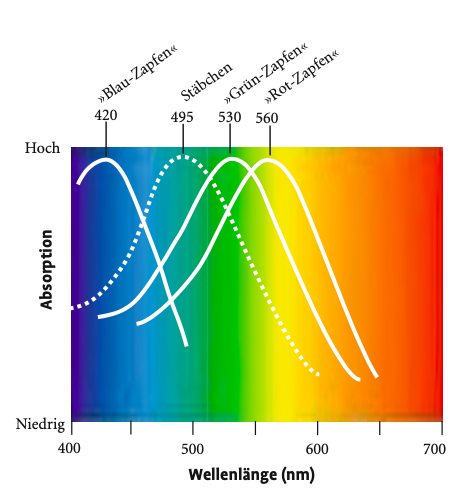 »Blau-Zapfen«
Stäbchen
»Grün-Zapfen«
»Rot-Zapfen«
420
495
530
560
Hoch
Absorption
Niedrig
400
500
600
700
Wellenlänge (nm)